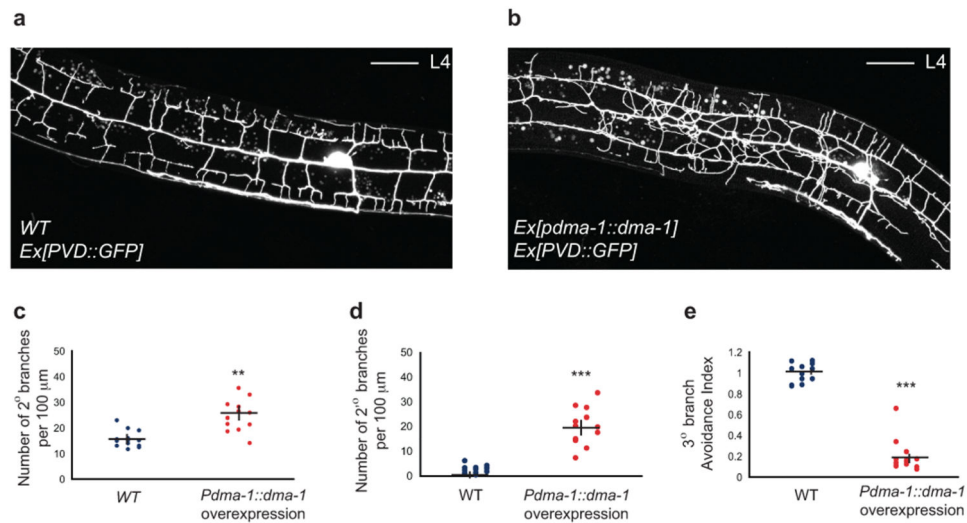 a
L4
WT
Ex[PVD::GFP]
b
L4
Ex[pdma-1::dma-1]
Ex[PVD::GFP]
c
Number of 2° branches
per 100 µm
50
40
30
20
10
0
**
WT
Pdma-1::dma-1
overexpression
d
Number of 2'° branches
per 100 µm
50
40
30
20
10
0
***
WT
Pdma-1::dma-1
overexpression
e
3° branch
Avoidance Index
1.2
1
0.8
0.6
0.4
0.2
0
***
WT
Pdma-1::dma-1
overexpression